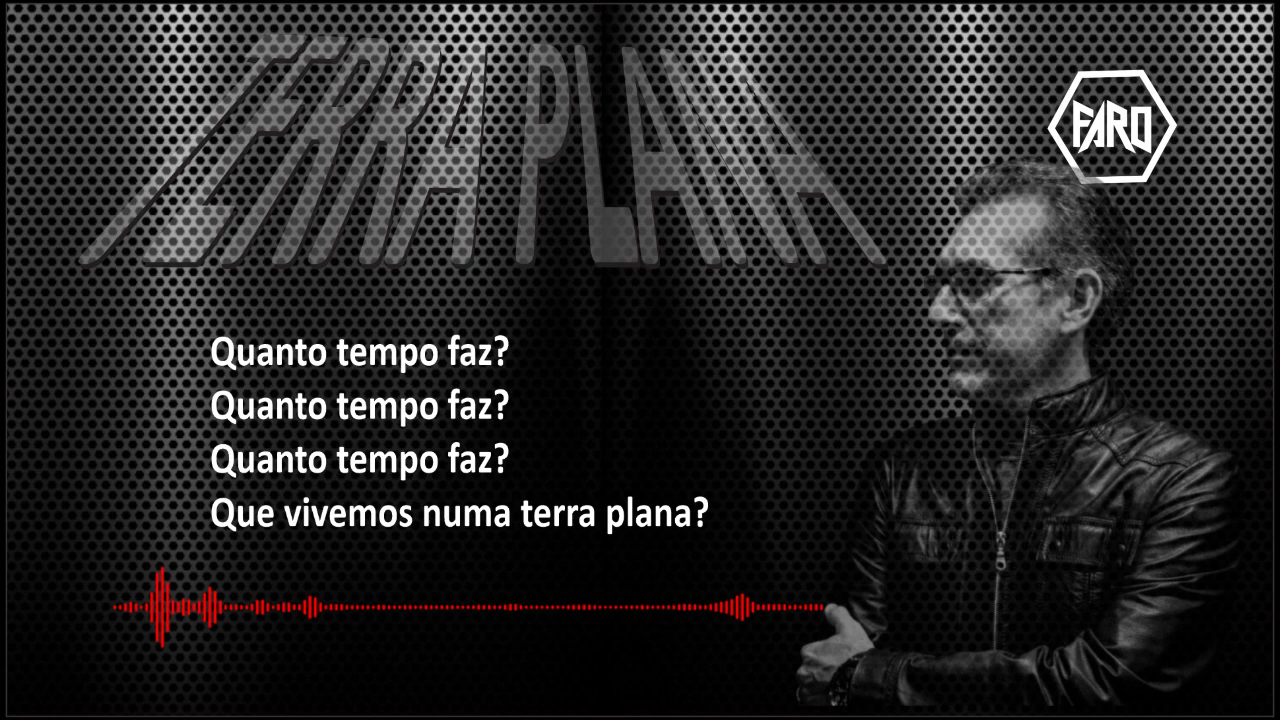 TERRA PLANA
FARO
Quanto tempo faz?
Quanto tempo faz?
Quanto tempo faz?
Que vivemos numa terra plana?